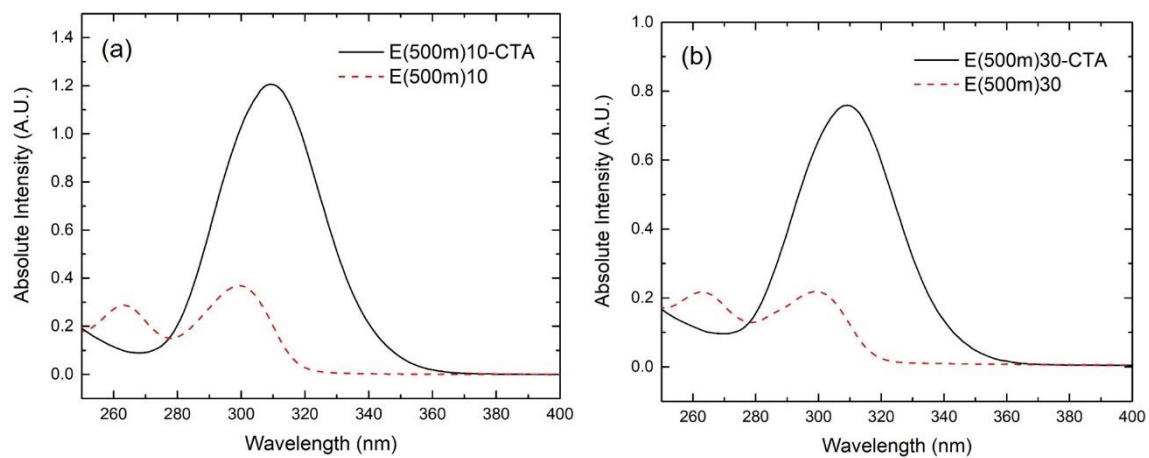 (a)
E(500m)10-CTA
E(500m)10
Absolute Intensity (A.U.)
1.4
1.2
1.0
0.8
0.6
0.4
0.2
0.0
260 280 300 320 340 360 380 400
Wavelength (nm)
(b)
E(500m)30-CTA
E(500m)30
Absolute Intensity (A.U.)
1.0
0.8
0.6
0.4
0.2
0.0
260 280 300 320 340 360 380 400
Wavelength (nm)